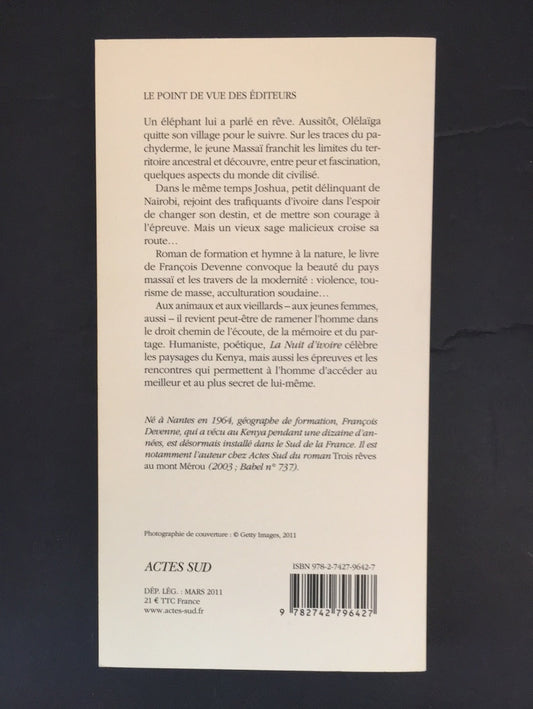 LE POINT DE VUE DES ÉDITEURS
Un éléphant lui a parlé en rêve. Aussitôt, Olélaïga
quitte son village pour le suivre. Sur les traces du pa-
chyderme, le jeune Massaï franchit les limites du ter-
ritoire ancestral et découvre, entre peur et fascination,
quelques aspects du monde dit civilisé.
Dans le même temps Joshua, petit délinquant de
Nairobi, rejoint des trafiquants d'ivoire dans l'espoir
de changer son destin, et de mettre son courage à
l'épreuve. Mais un vieux sage malicieux croise sa
route…
Roman de formation et hymne à la nature, le livre
de François Devenne convoque la beauté du pays
massaï et les travers de la modernité : violence, tou-
risme de masse, acculturation soudaine…
Aux animaux et aux vieillards – aux jeunes femmes,
aussi – il revient peut-être de ramener l'homme dans
le droit chemin de l'écoute, de la mémoire et du par-
tage. Humaniste, poétique, La Nuit d'ivoire célèbre
les paysages du Kenya, mais aussi les épreuves et les
rencontres qui permettent à l'homme d'accéder au
meilleur et au plus secret de lui-même.
Né à Nantes en 1964, géographe de formation, François
Devenne, qui a vécu au Kenya pendant une dizaine d'an-
nées, est désormais installé dans le Sud de la France. Il est
notamment l'auteur chez Actes Sud du roman Trois rêves
au mont Mérou (2003 ; Babel n° 737).
Photographie de couverture : © Getty Images, 2011
ACTES SUD
DÉP. LÉG. : MARS 2011
21 € TTC France
www.actes-sud.fr
ISBN 978-2-7427-9642-7
9 782742 796427